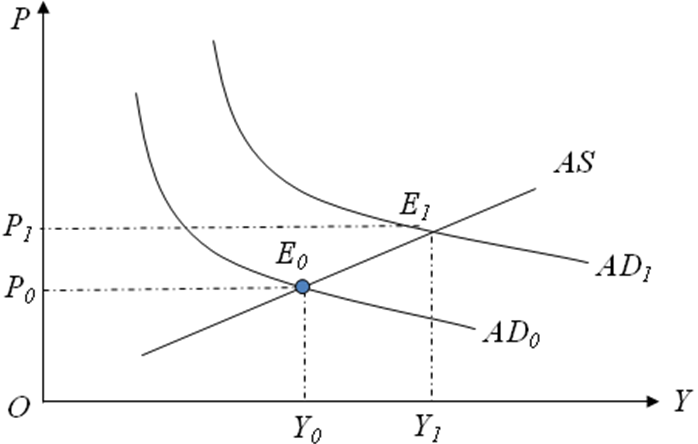 P
AS
P₁
E₁
E₀
AD₁
P₀
AD₀
O
Y₀
Y₁
Y